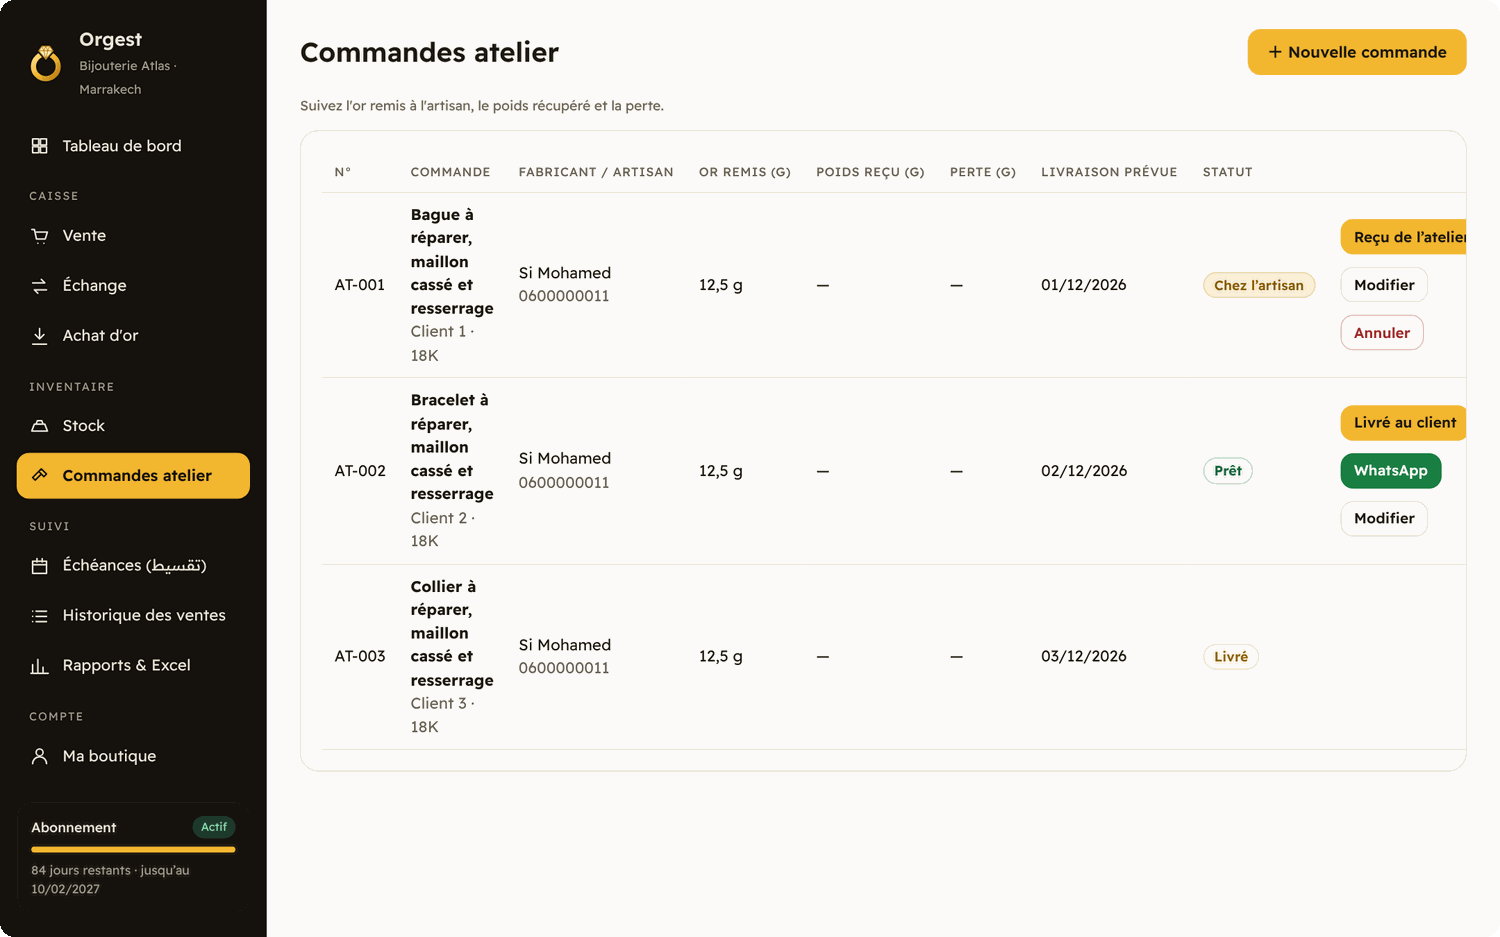 Orgest
Bijouterie Atlas ·
Marrakech
Tableau de bord
CAISSE
Vente
Échange
Achat d'or
INVENTAIRE
Stock
Commandes atelier
SUIVI
Échéances (تقسيط)
Historique des ventes
Rapports & Excel
COMPTE
Ma boutique
Abonnement Actif
84 jours restants · jusqu’au
10/02/2027
Commandes atelier
+ Nouvelle commande
Suivez l'or remis à l'artisan, le poids récupéré et la perte.
N° COMMANDE FABRICANT / ARTISAN OR REMIS (G) POIDS REÇU (G) PERTE (G) LIVRAISON PRÉVUE STATUT
AT-001
Bague à
réparer,
maillon
cassé et
resserrage
Client 1 ·
18K
Si Mohamed
0600000011
12,5 g — — 01/12/2026 Chez l’artisan
Reçu de l’atelier
Modifier
Annuler
AT-002
Bracelet à
réparer,
maillon
cassé et
resserrage
Client 2 ·
18K
Si Mohamed
0600000011
12,5 g — — 02/12/2026 Prêt
Livré au client
WhatsApp
Modifier
AT-003
Collier à
réparer,
maillon
cassé et
resserrage
Client 3 ·
18K
Si Mohamed
0600000011
12,5 g — — 03/12/2026 Livré